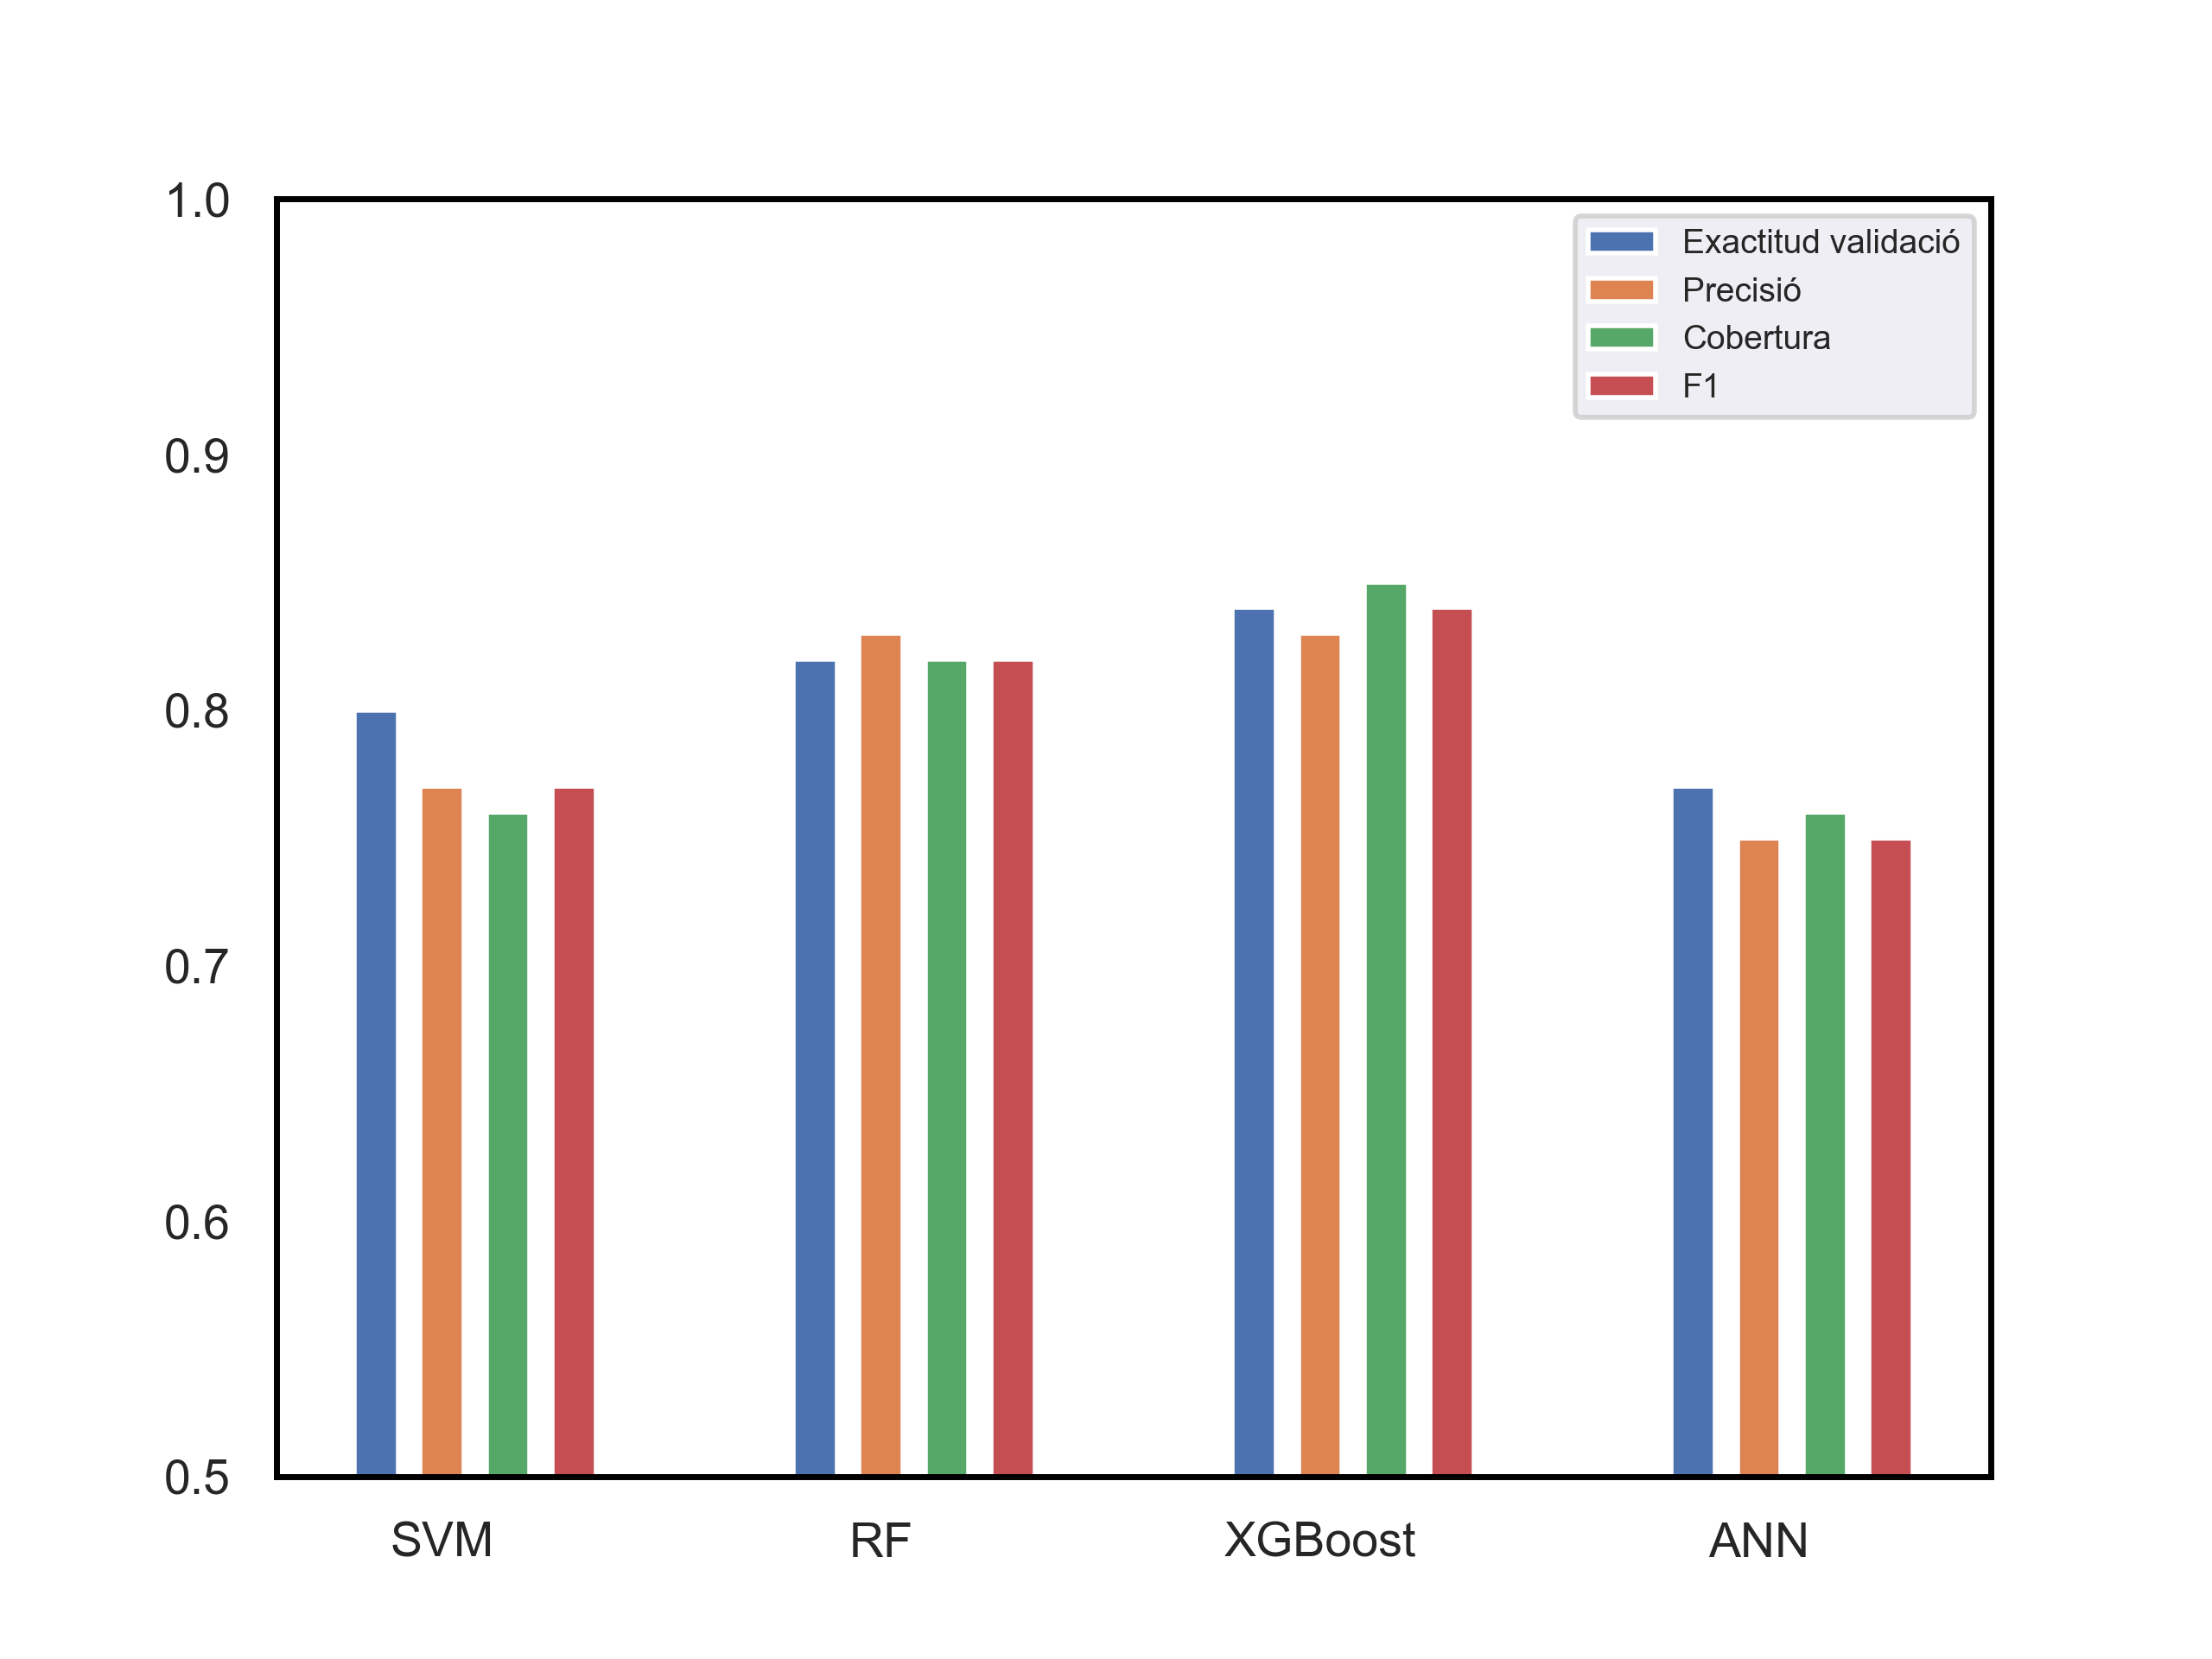 1.0
0.9
0.8
0.7
0.6
0.5
Exactitud validació
Precisió
Cobertura
F1
SVM RF XGBoost ANN